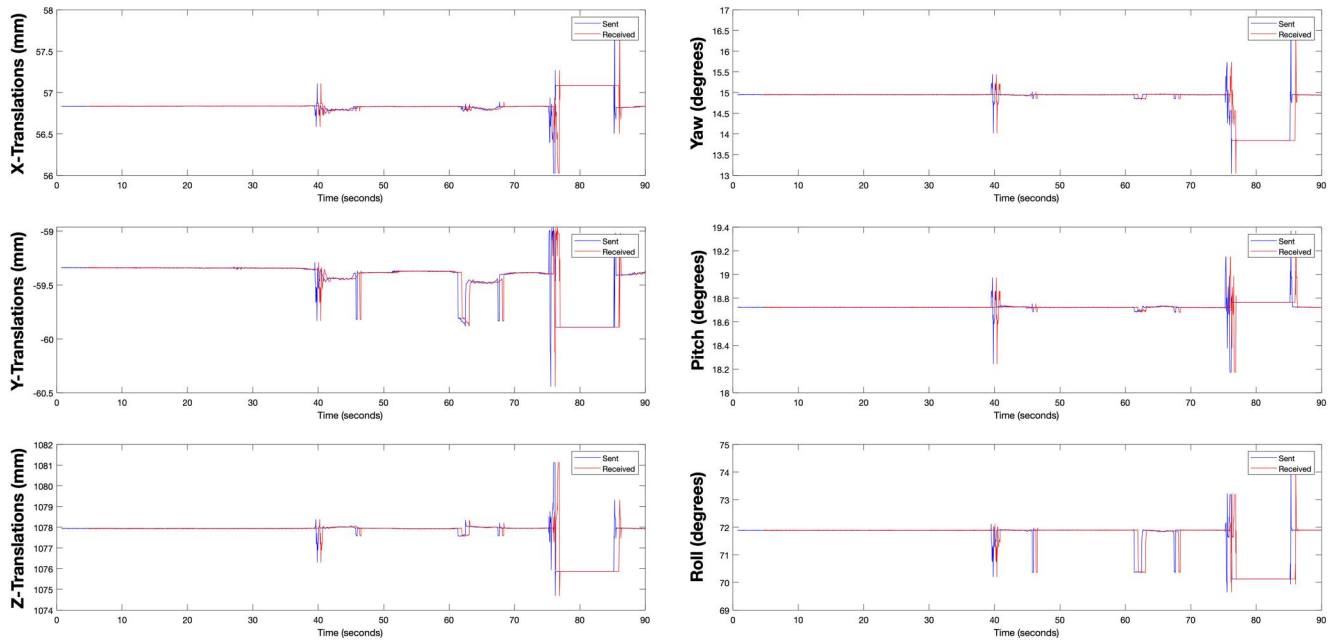 X-Translations (mm)
58
57.5
57
56.5
56
0 10 20 30 40 50 60 70 80 90
Time (seconds)
Sent
Received
Yaw (degrees)
17
16.5
16
15.5
15
14.5
14
13.5
13
0 10 20 30 40 50 60 70 80 90
Time (seconds)
Sent
Received
Y-Translations (mm)
-59
-59.5
-60
-60.5
0 10 20 30 40 50 60 70 80 90
Time (seconds)
Sent
Received
Pitch (degrees)
19.4
19.2
19
18.8
18.6
18.4
18.2
18
0 10 20 30 40 50 60 70 80 90
Time (seconds)
Sent
Received
Z-Translations (mm)
1082
1081
1080
1079
1078
1077
1076
1075
1074
0 10 20 30 40 50 60 70 80 90
Time (seconds)
Sent
Received
Roll (degrees)
75
74
73
72
71
70
69
0 10 20 30 40 50 60 70 80 90
Time (seconds)
Sent
Received